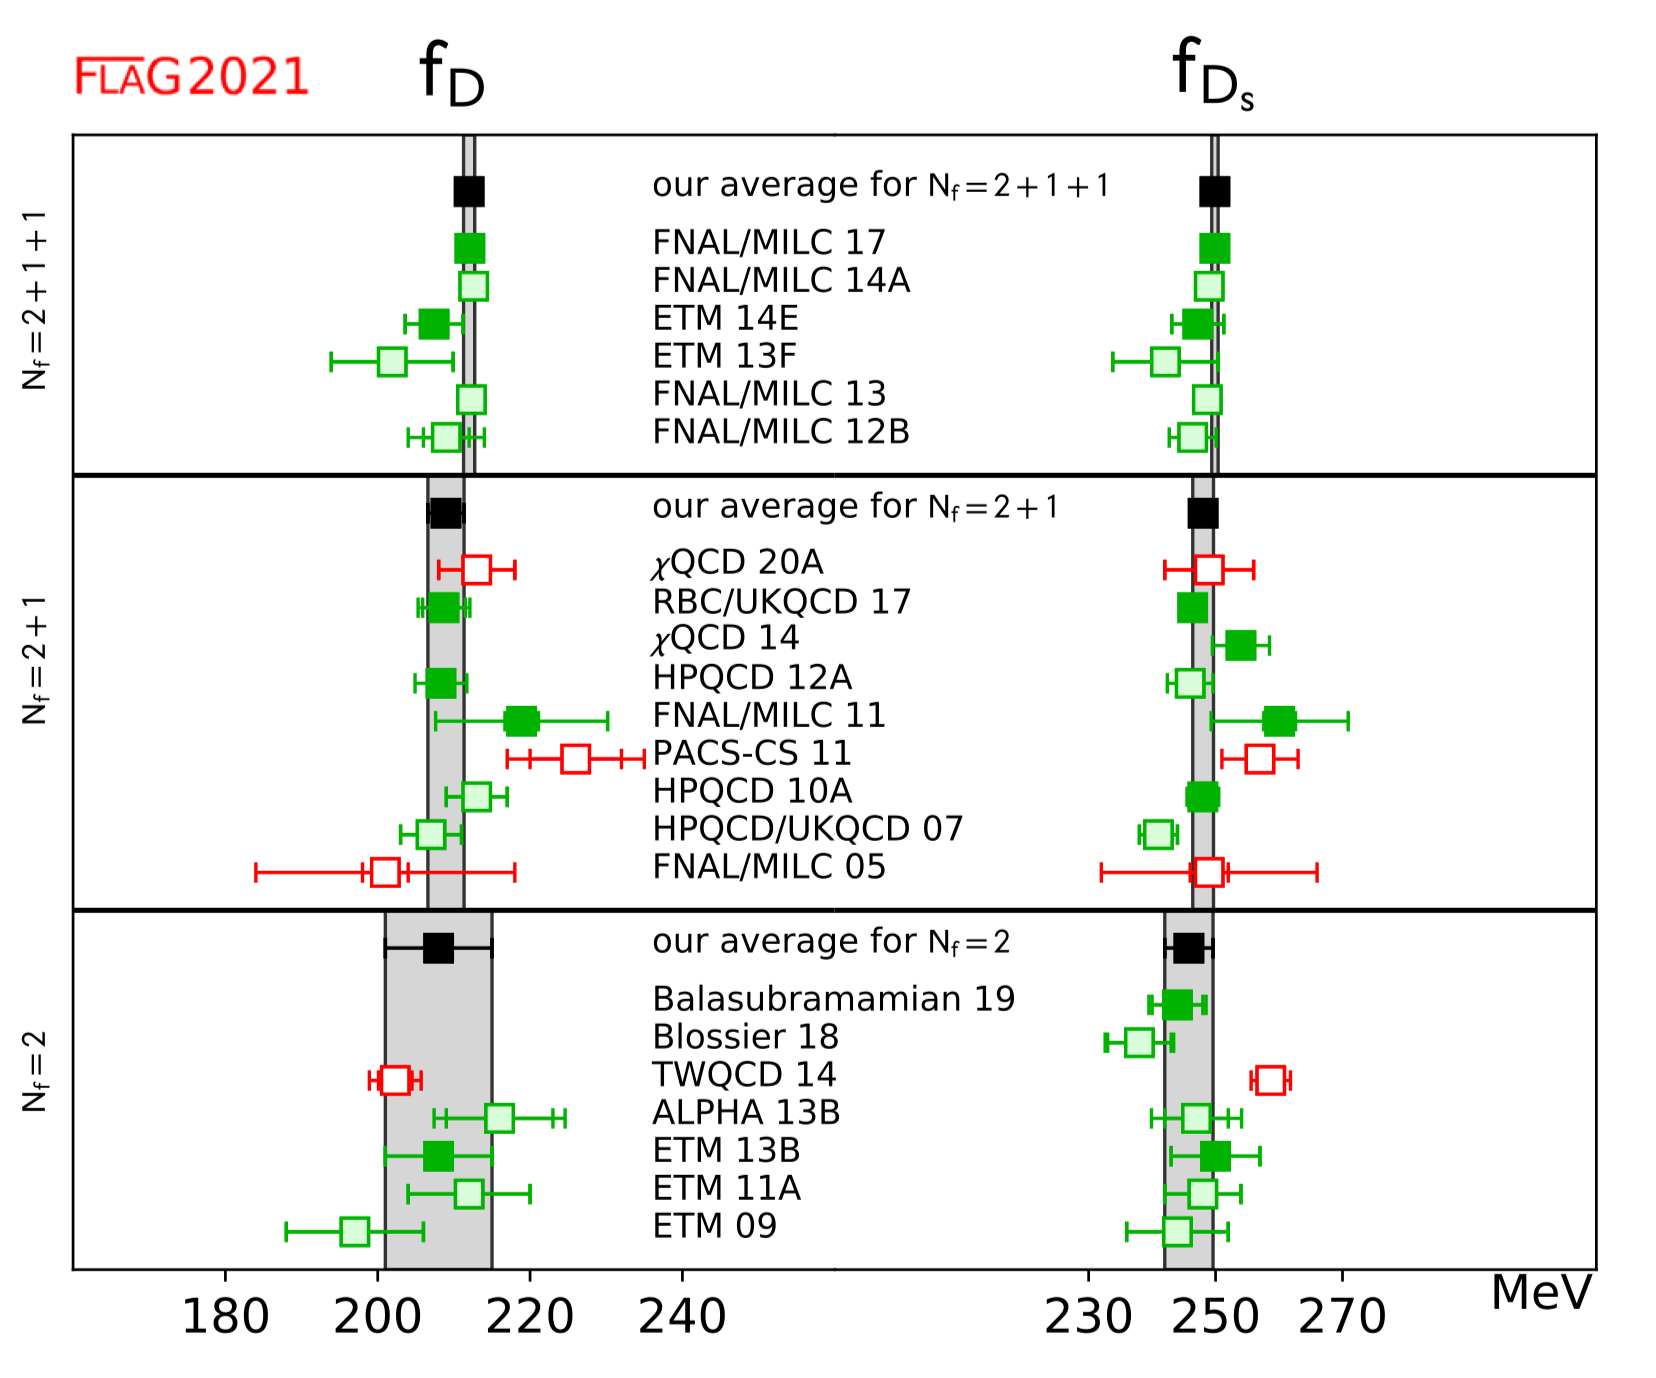 FLAG2021
f_D
f_{D_s}
N_f=2+1+1
our average for N_f=2+1+1
FNAL/MILC 17
FNAL/MILC 14A
ETM 14E
ETM 13F
FNAL/MILC 13
FNAL/MILC 12B
N_f=2+1
our average for N_f=2+1
χQCD 20A
RBC/UKQCD 17
χQCD 14
HPQCD 12A
FNAL/MILC 11
PACS-CS 11
HPQCD 10A
HPQCD/UKQCD 07
FNAL/MILC 05
N_f=2
our average for N_f=2
Balasubramamian 19
Blossier 18
TWQCD 14
ALPHA 13B
ETM 13B
ETM 11A
ETM 09
180 200 220 240 230 250 270
MeV